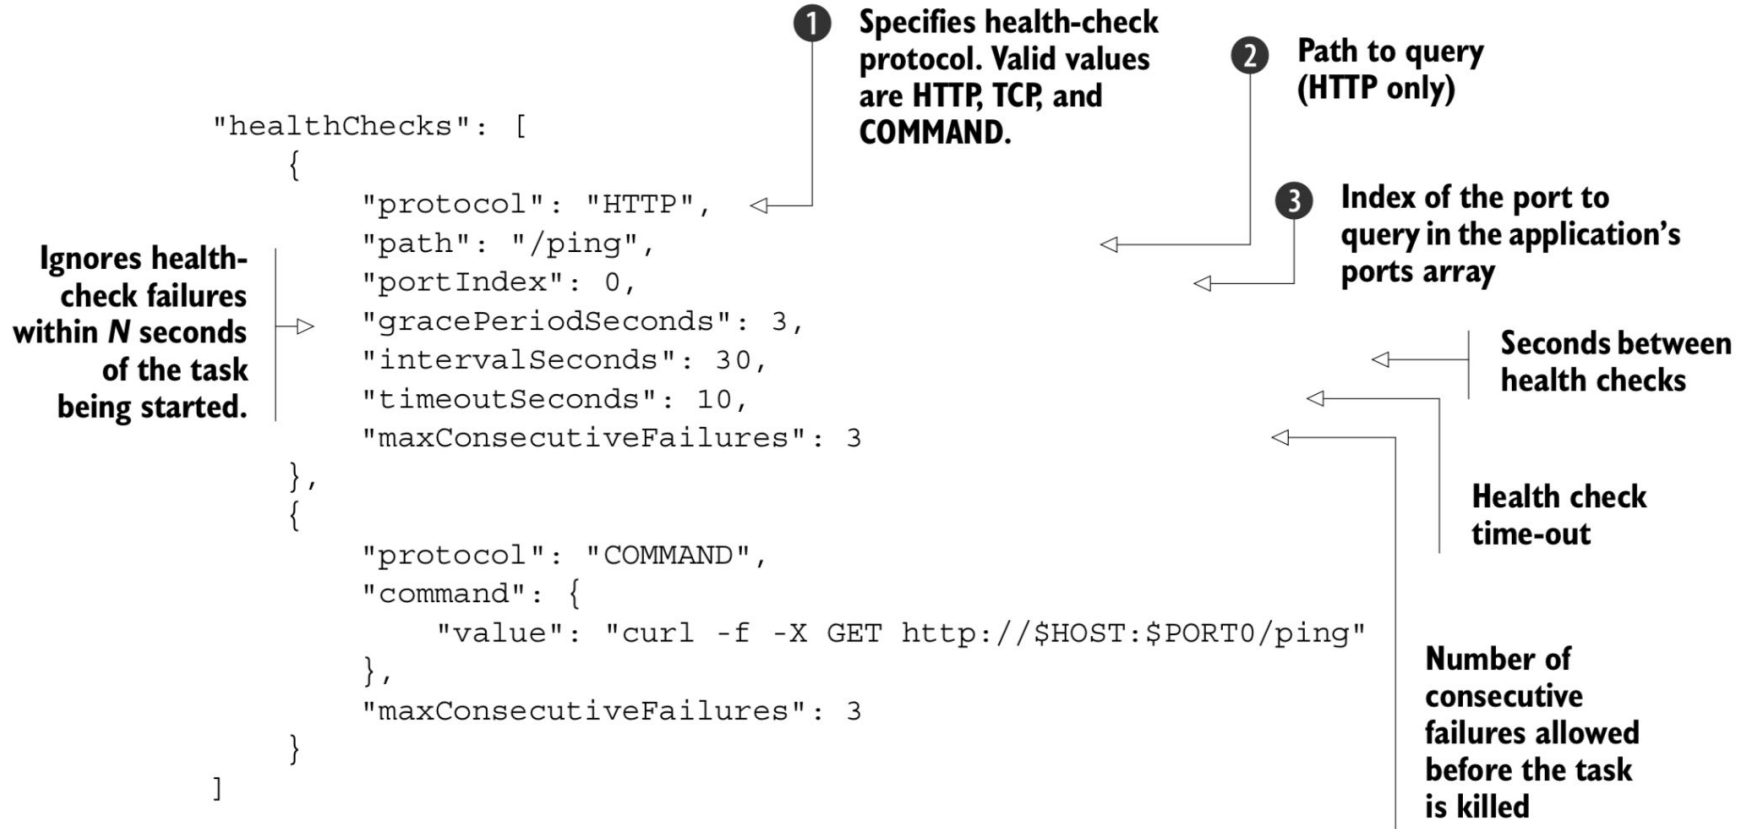 ❶ Specifies health-check
protocol. Valid values
are HTTP, TCP, and
COMMAND.
❷ Path to query
(HTTP only)
❸ Index of the port to
query in the application's
ports array
"healthChecks": [
{
"protocol": "HTTP",
"path": "/ping",
"portIndex": 0,
"gracePeriodSeconds": 3,
"intervalSeconds": 30,
"timeoutSeconds": 10,
"maxConsecutiveFailures": 3
},
{
"protocol": "COMMAND",
"command": {
"value": "curl -f -X GET http://$HOST:$PORT0/ping"
},
"maxConsecutiveFailures": 3
}
]
Ignores health-
check failures
within N seconds
of the task
being started.
Seconds between
health checks
Health check
time-out
Number of
consecutive
failures allowed
before the task
is killed